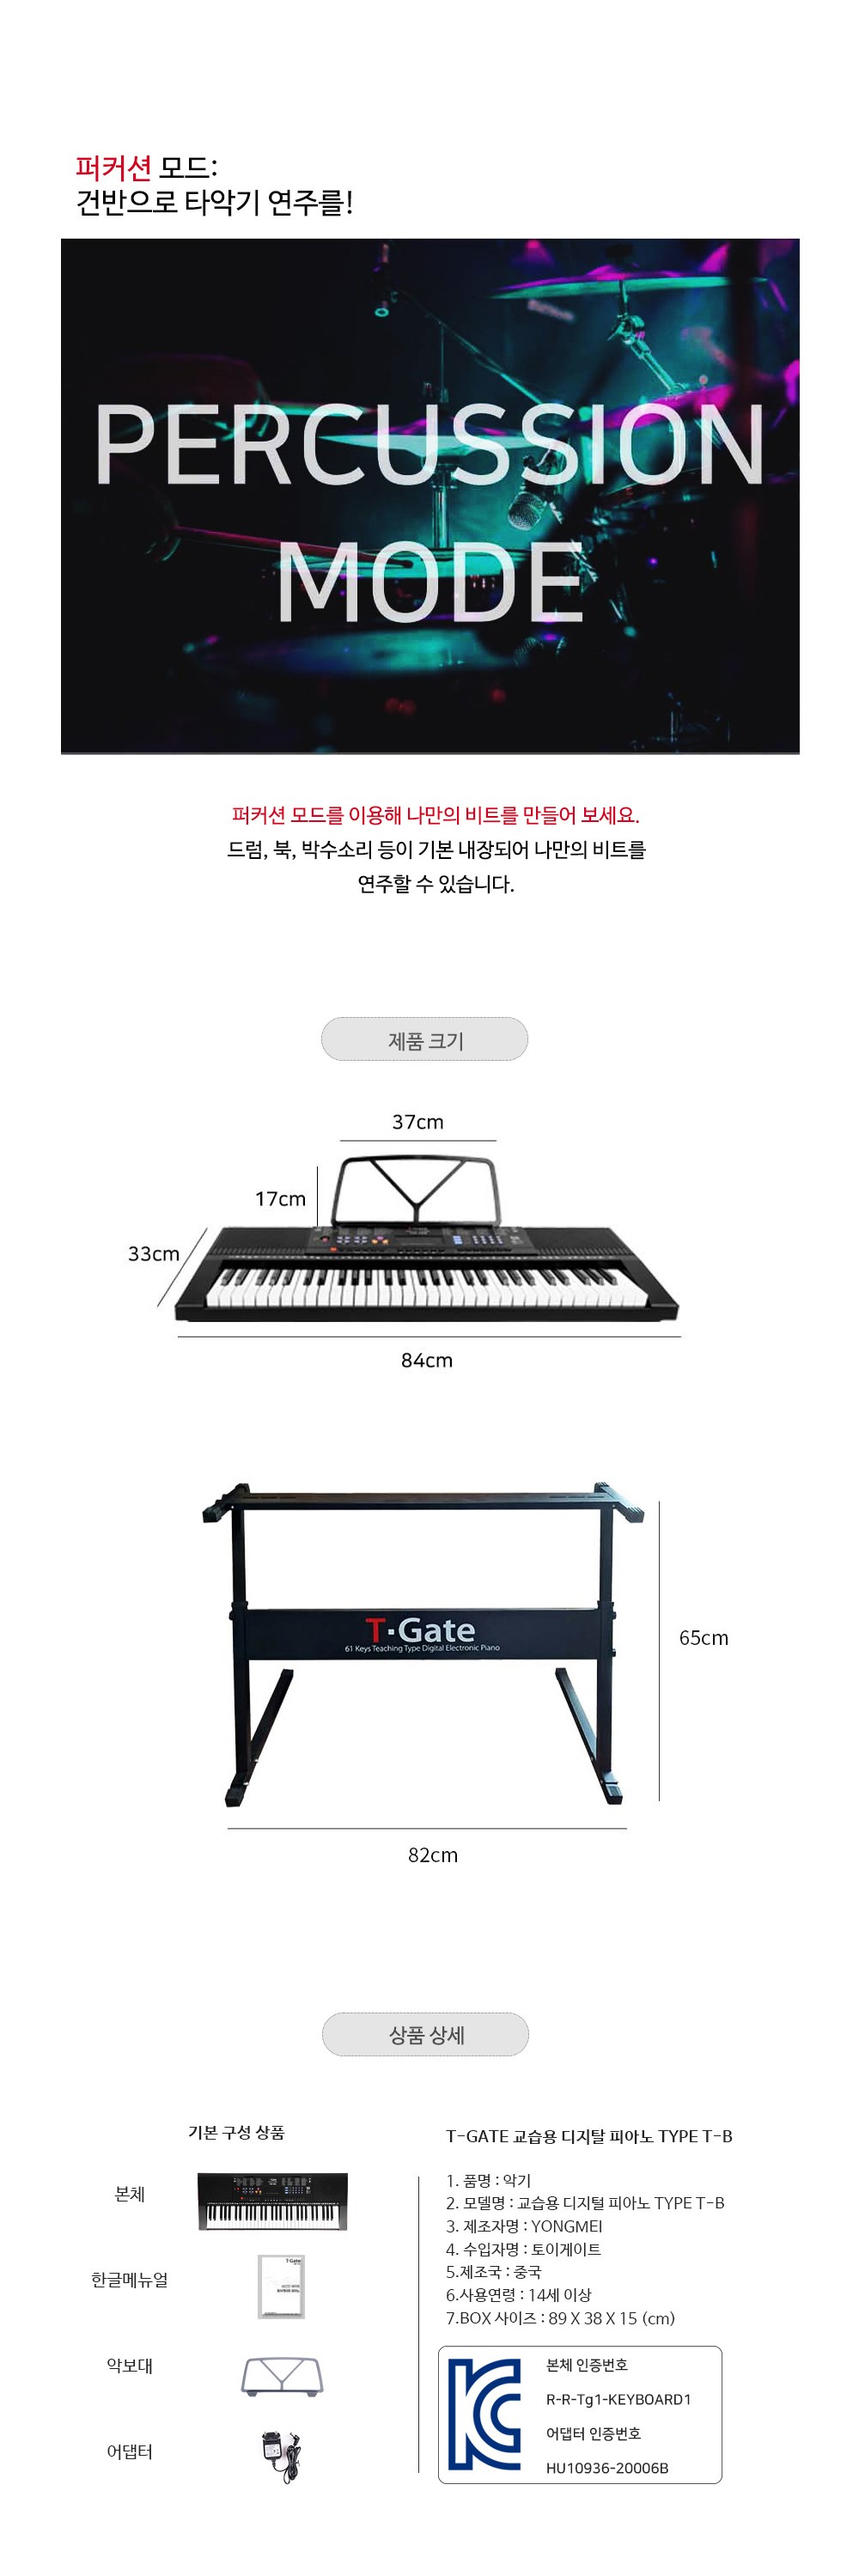 퍼커션 모드:
건반으로 타악기 연주를!
PERCUSSION
MODE
퍼커션 모드를 이용해 나만의 비트를 만들어 보세요.
드럼, 북, 박수소리 등이 기본 내장되어 나만의 비트를
연주할 수 있습니다.
제품 크기
37cm
17cm
33cm
84cm
T·Gate
61 Keys Teaching Type Digital Electronic Piano
65cm
82cm
상품 상세
기본 구성 상품
본체
한글메뉴얼
T·Gate
악보대
어댑터
T-GATE 교습용 디지탈 피아노 TYPE T-B
1. 품명 : 악기
2. 모델명 : 교습용 디지털 피아노 TYPE T-B
3. 제조자명 : YONGMEI
4. 수입자명 : 토이게이트
5.제조국 : 중국
6.사용연령 : 14세 이상
7.BOX 사이즈 : 89 X 38 X 15 (cm)
본체 인증번호
R-R-Tg1-KEYBOARD1
어댑터 인증번호
HU10936-20006B